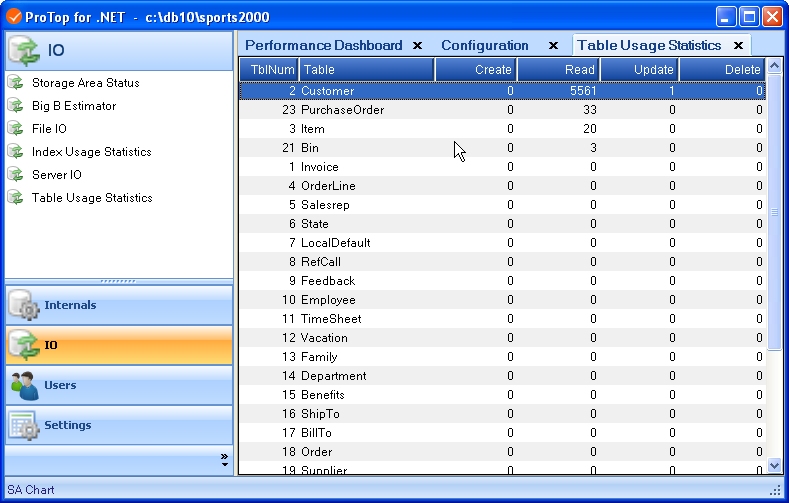 ProTop for .NET - c:\db10\sports2000
IO
Storage Area Status
Big B Estimator
File IO
Index Usage Statistics
Server IO
Table Usage Statistics
Internals
IO
Users
Settings
Performance Dashboard Configuration Table Usage Statistics
TblNum Table Create Read Update Delete
2 Customer 0 5561 1 0
23 PurchaseOrder 0 33 0 0
3 Item 0 20 0 0
21 Bin 0 3 0 0
1 Invoice 0 0 0 0
4 OrderLine 0 0 0 0
5 Salesrep 0 0 0 0
6 State 0 0 0 0
7 LocalDefault 0 0 0 0
8 RefCall 0 0 0 0
9 Feedback 0 0 0 0
10 Employee 0 0 0 0
11 TimeSheet 0 0 0 0
12 Vacation 0 0 0 0
13 Family 0 0 0 0
14 Department 0 0 0 0
15 Benefits 0 0 0 0
16 ShipTo 0 0 0 0
17 BillTo 0 0 0 0
18 Order 0 0 0 0
19 Supplier 0 0 0 0
SA Chart